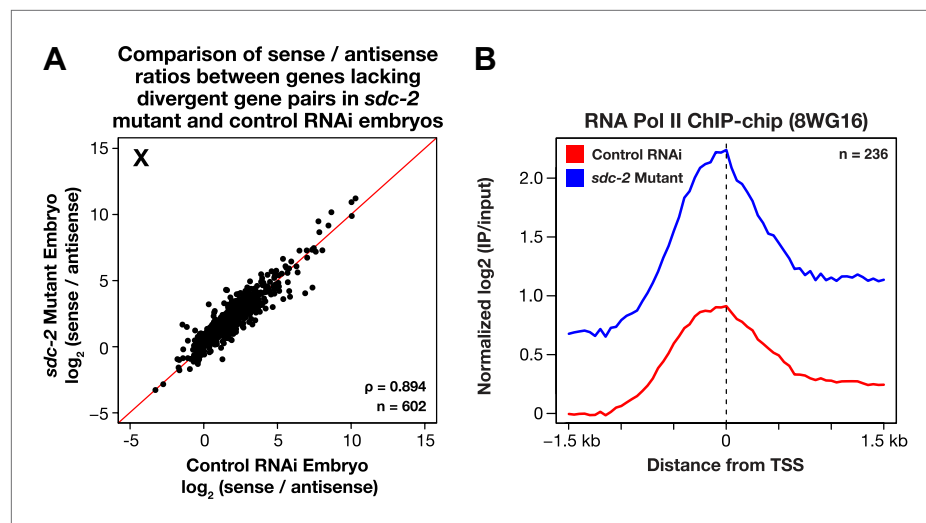 A
Comparison of sense / antisense
ratios between genes lacking
divergent gene pairs in sdc-2
mutant and control RNAi embryos
X
15
10
5
0
−5
sdc-2 Mutant Embryo
log2 (sense / antisense)
ρ = 0.894
n = 602
-5
0
5
10
15
Control RNAi Embryo
log2 (sense / antisense)
B
RNA Pol II ChIP-chip (8WG16)
Control RNAi
sdc-2 Mutant
n = 236
2.0
1.5
1.0
0.5
0
Normalized log2 (IP/input)
−1.5 kb
0
1.5 kb
Distance from TSS